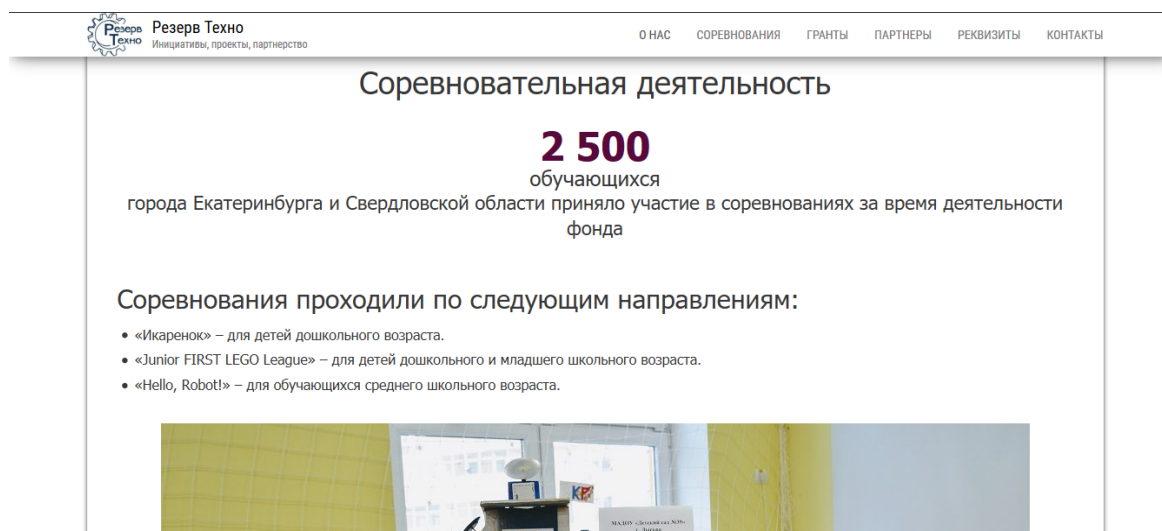 Резерв Техно
Резерв Техно
Инициативы, проекты, партнерство
О НАС СОРЕВНОВАНИЯ ГРАНТЫ ПАРТНЕРЫ РЕКВИЗИТЫ КОНТАКТЫ
Соревновательная деятельность
2 500
обучающихся
города Екатеринбурга и Свердловской области приняло участие в соревнованиях за время деятельности
фонда
Соревнования проходили по следующим направлениям:
• «Икаренок» – для детей дошкольного возраста.
• «Junior FIRST LEGO League» – для детей дошкольного и младшего школьного возраста.
• «Hello, Robot!» – для обучающихся среднего школьного возраста.
МАДОУ «Детский сад